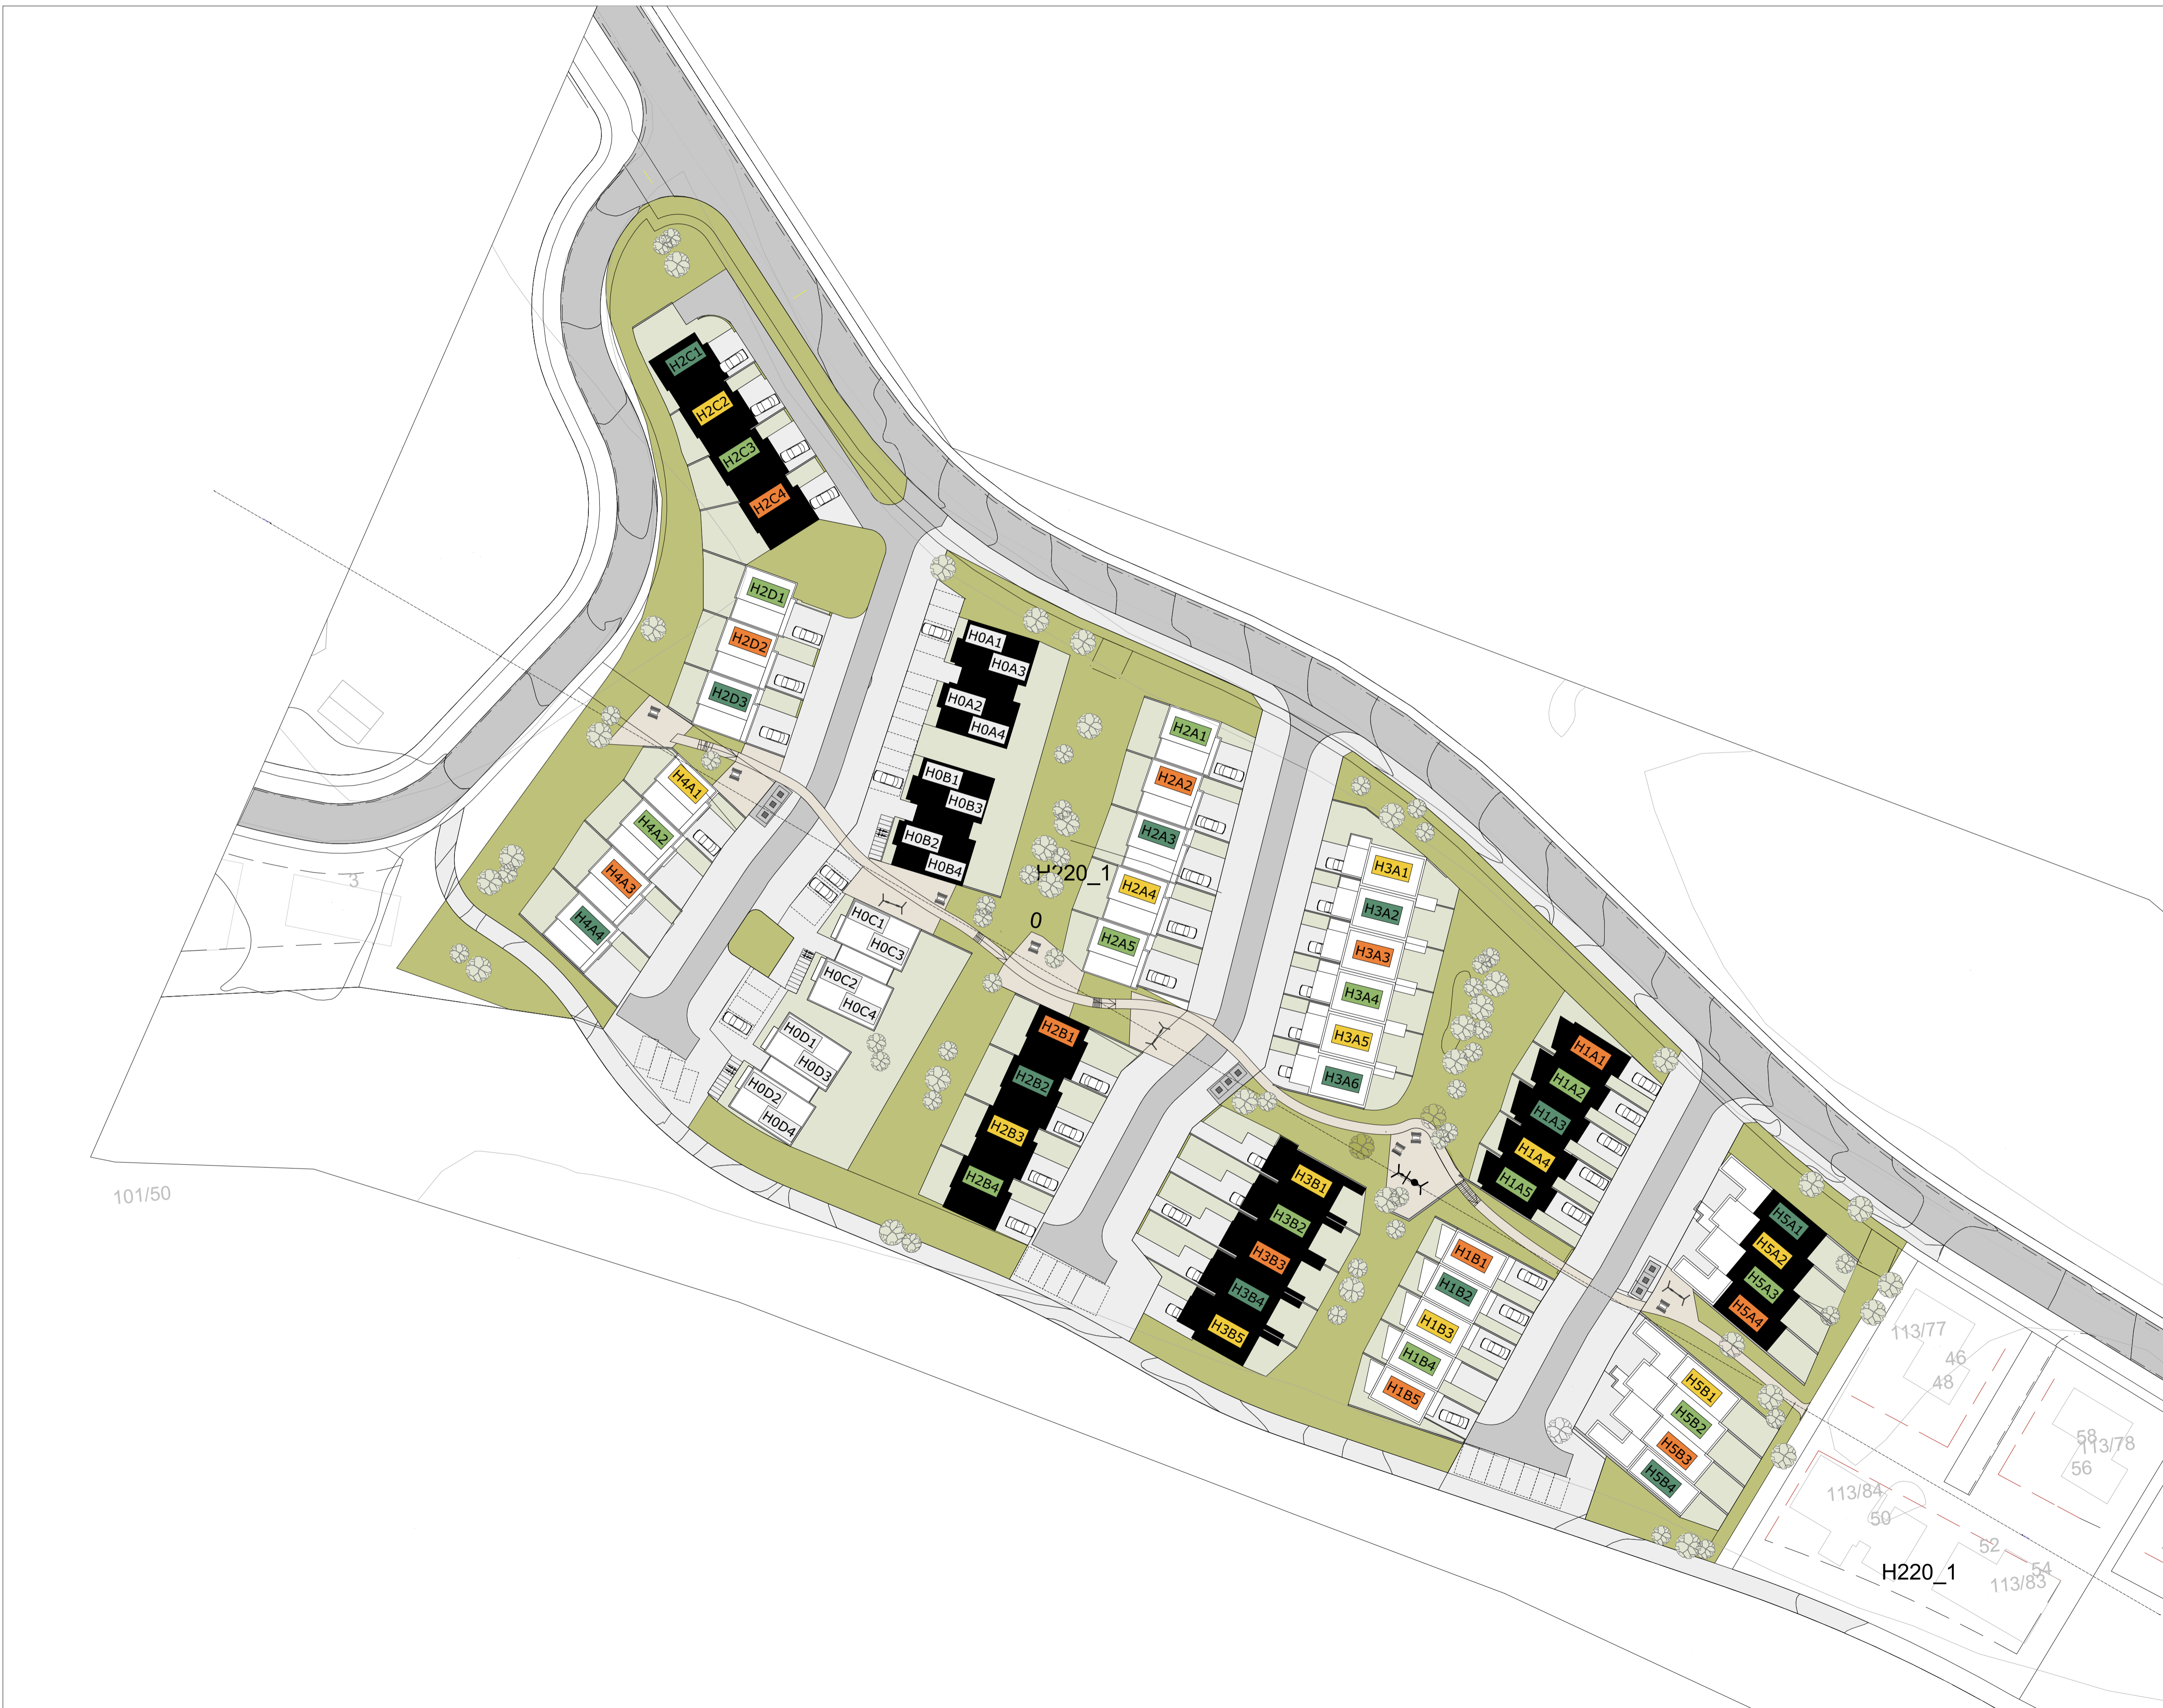 H2C1
H2C2
H2C3
H2C4
H2D1
H2D2
H2D3
H0A1
H0A3
H0A2
H0A4
H0B1
H0B3
H0B2
H0B4
H4A1
H4A2
H4A3
H4A4
H2A1
H2A2
H2A3
H2A4
H2A5
H220_1
0
H3A1
H3A2
H3A3
H3A4
H3A5
H3A6
H0C1
H0C3
H0C2
H0C4
H0D1
H0D3
H0D2
H0D4
H2B1
H2B2
H2B3
H2B4
H1A1
H1A2
H1A3
H1A4
H1A5
H3B1
H3B2
H3B3
H3B4
H3B5
H1B1
H1B2
H1B3
H1B4
H1B5
H5A1
H5A2
H5A3
H5A4
H5B1
H5B2
H5B3
H5B4
3
101/50
113/77
46
48
58
113/78
56
113/84
50
52
54
113/83
H220_1